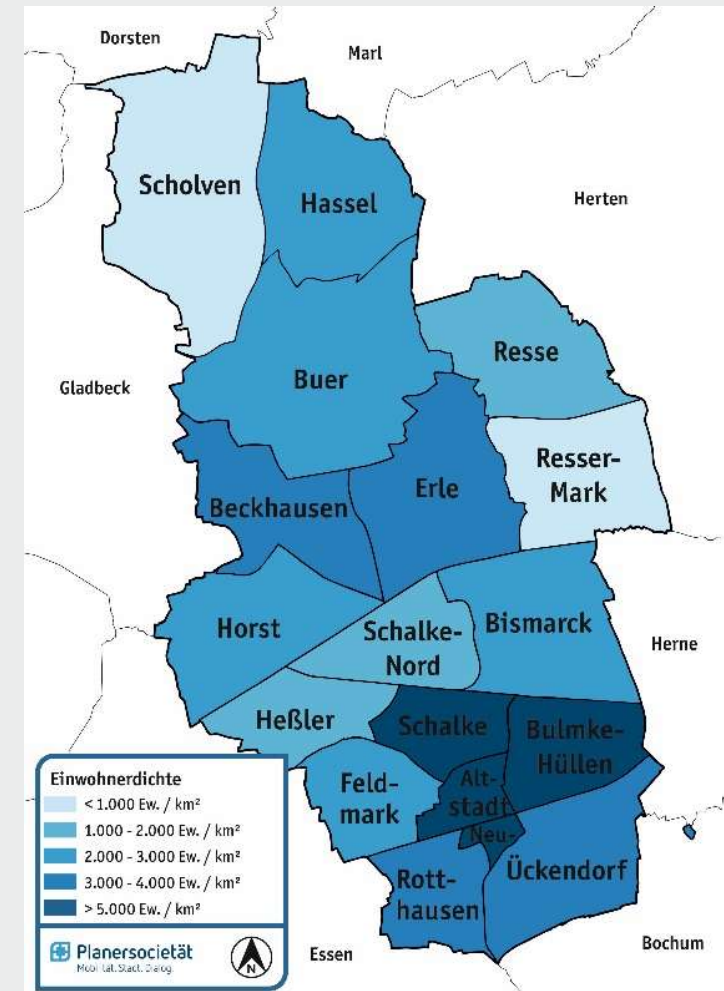 Dorsten
Marl
Scholven
Hassel
Herten
Resse
Buer
Gladbeck
Resser-
Mark
Erle
Beckhausen
Horst
Schalke-
Nord
Bismarck
Herne
Heßler
Schalke
Bulmke-
Hüllen
Feld-
mark
Alt-
stadt
Neu-
Ückendorf
Rott-
hausen
Essen
Bochum
Einwohnerdichte
< 1.000 Ew. / km²
1.000 - 2.000 Ew. / km²
2.000 - 3.000 Ew. / km²
3.000 - 4.000 Ew. / km²
> 5.000 Ew. / km²
Planersocietät
Mobilität. Stadt. Dialog.
N